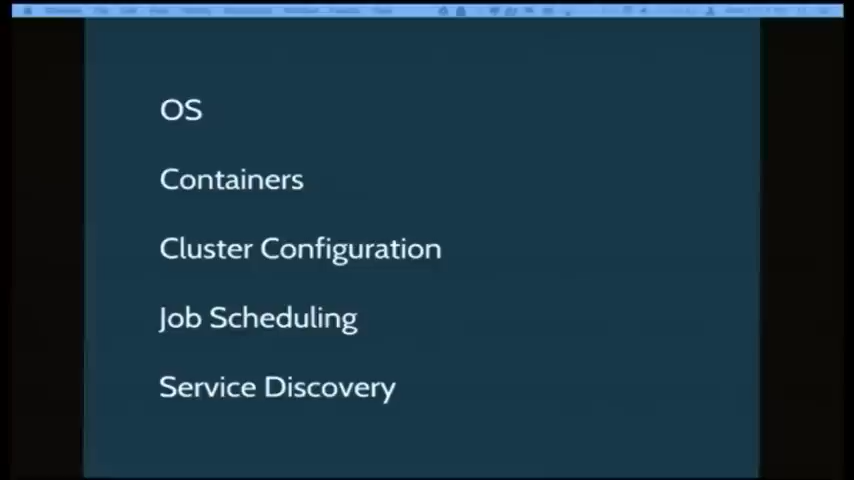 OS
Containers
Cluster Configuration
Job Scheduling
Service Discovery